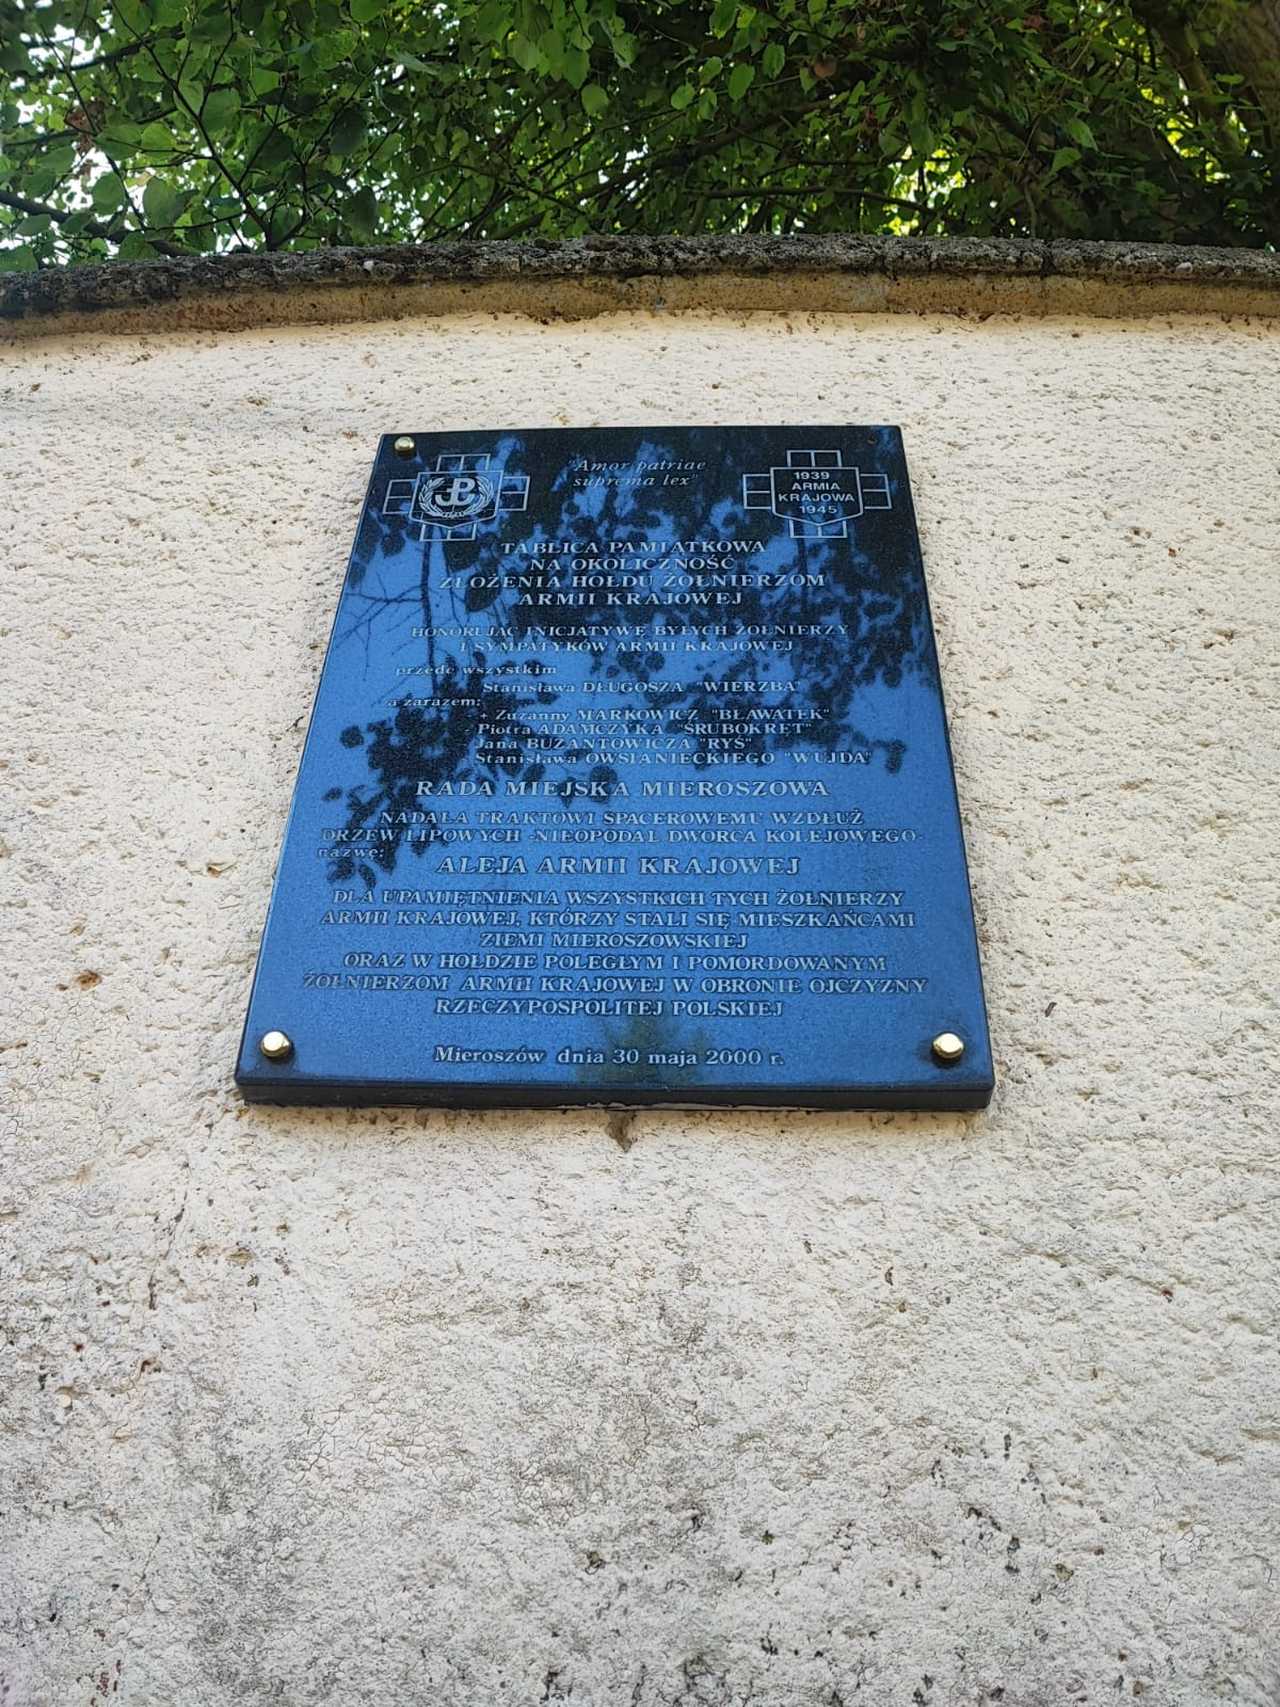 "Amor patriae
suprema lex"
1939
ARMIA
KRAJOWA
1945
TABLICA PAMIĄTKOWA
NA OKOLICZNOŚĆ
ZŁOŻENIA HOŁDU ŻOŁNIERZOM
ARMII KRAJOWEJ
HONORUJĄC INICJATYWĘ BYŁYCH ŻOŁNIERZY
I SYMPATYKÓW ARMII KRAJOWEJ
przede wszystkim
Stanisława DŁUGOSZA "WIERZBA"
a zarazem:
+ Zuzanny MARKOWICZ "BŁAWATEK"
- Piotra ADAMCZYKA "ŚRUBOKRĘT"
Jana BUZANTOWICZA "RYŚ"
Stanisława OWSIANIECKIEGO "WUJDA"
RADA MIEJSKA MIEROSZOWA
NADAŁA TRAKTOWI SPACEROWEMU WZDŁUŻ
DRZEW LIPOWYCH -NIEOPODAL DWORCA KOLEJOWEGO-
nazwę:
ALEJA ARMII KRAJOWEJ
DLA UPAMIĘTNIENIA WSZYSTKICH TYCH ŻOŁNIERZY
ARMII KRAJOWEJ, KTÓRZY STALI SIĘ MIESZKAŃCAMI
ZIEMI MIEROSZOWSKIEJ
ORAZ W HOŁDZIE POLEGŁYM I POMORDOWANYM
ŻOŁNIERZOM ARMII KRAJOWEJ W OBRONIE OJCZYZNY
RZECZYPOSPOLITEJ POLSKIEJ
Mieroszów dnia 30 maja 2000 r.